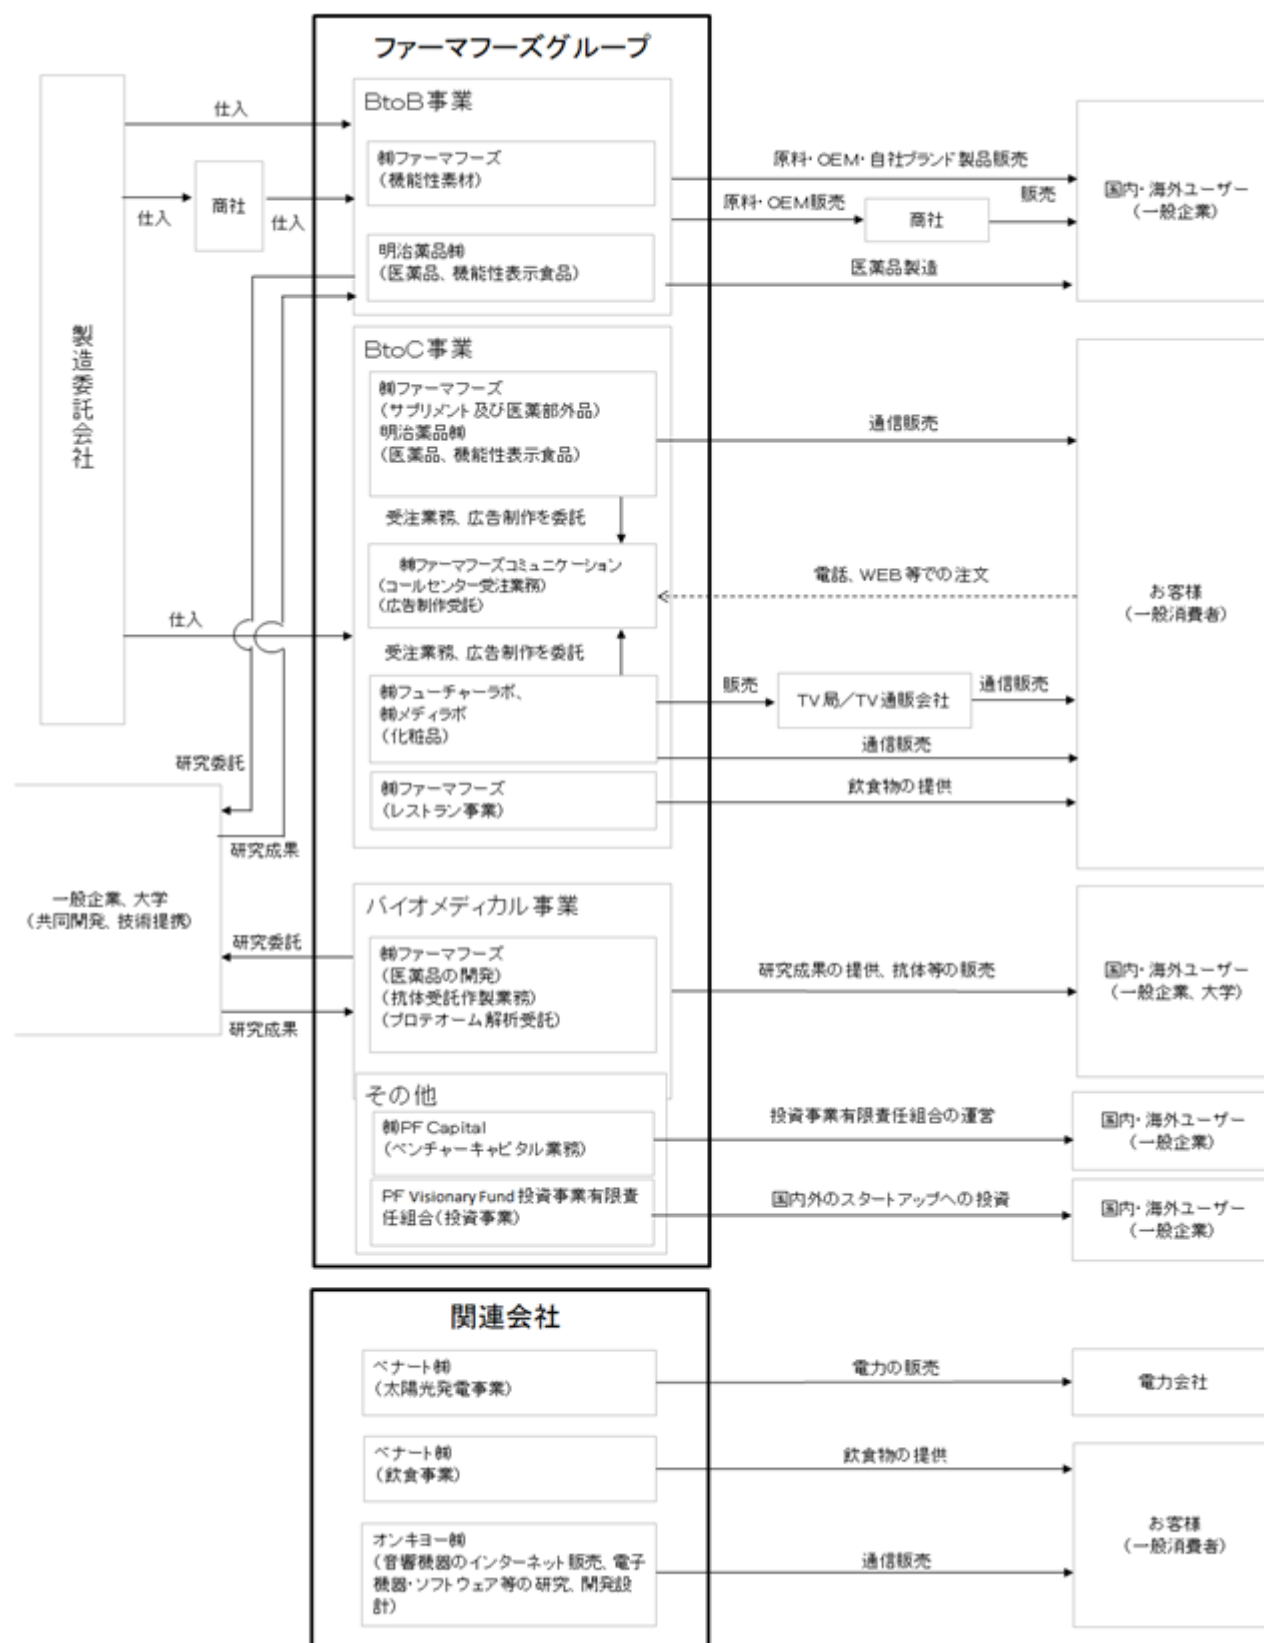 ファーマフーズグループ
BtoB事業
仕入
㈱ファーマフーズ
(機能性素材)
商社
仕入
仕入
明治薬品㈱
(医薬品、機能性表示食品)
原料・OEM・自社ブランド製品販売
原料・OEM販売
商社
販売
医薬品製造
国内・海外ユーザー
(一般企業)
製造委託会社
BtoC事業
㈱ファーマフーズ
(サプリメント及び医薬部外品)
明治薬品㈱
(医薬品、機能性表示食品)
通信販売
受注業務、広告制作を委託
㈱ファーマフーズコミュニケーション
(コールセンター受注業務)
(広告制作受託)
電話、WEB等での注文
お客様
(一般消費者)
仕入
受注業務、広告制作を委託
㈱フューチャーラボ、
㈱メディラボ
(化粧品)
販売
TV局/TV通販会社
通信販売
通信販売
㈱ファーマフーズ
(レストラン事業)
飲食物の提供
研究委託
研究成果
一般企業、大学
(共同開発、技術提携)
研究委託
研究成果
バイオメディカル事業
㈱ファーマフーズ
(医薬品の開発)
(抗体受託作製業務)
(プロテオーム解析受託)
研究成果の提供、抗体等の販売
国内・海外ユーザー
(一般企業、大学)
その他
㈱PF Capital
(ベンチャーキャピタル業務)
投資事業有限責任組合の運営
国内・海外ユーザー
(一般企業)
PF Visionary Fund投資事業有限責
任組合(投資事業)
国内外のスタートアップへの投資
国内・海外ユーザー
(一般企業)
関連会社
ベナート㈱
(太陽光発電事業)
電力の販売
電力会社
ベナート㈱
(飲食事業)
飲食物の提供
オンキヨー㈱
(音響機器のインターネット販売、電子
機器・ソフトウェア等の研究、開発設
計)
通信販売
お客様
(一般消費者)